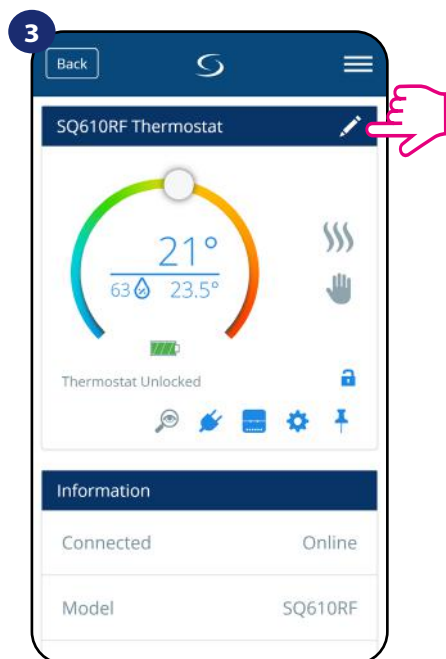 3
Back
SQ610RF Thermostat
21°
63 % 23.5°
Thermostat Unlocked
Information
Connected Online
Model SQ610RF